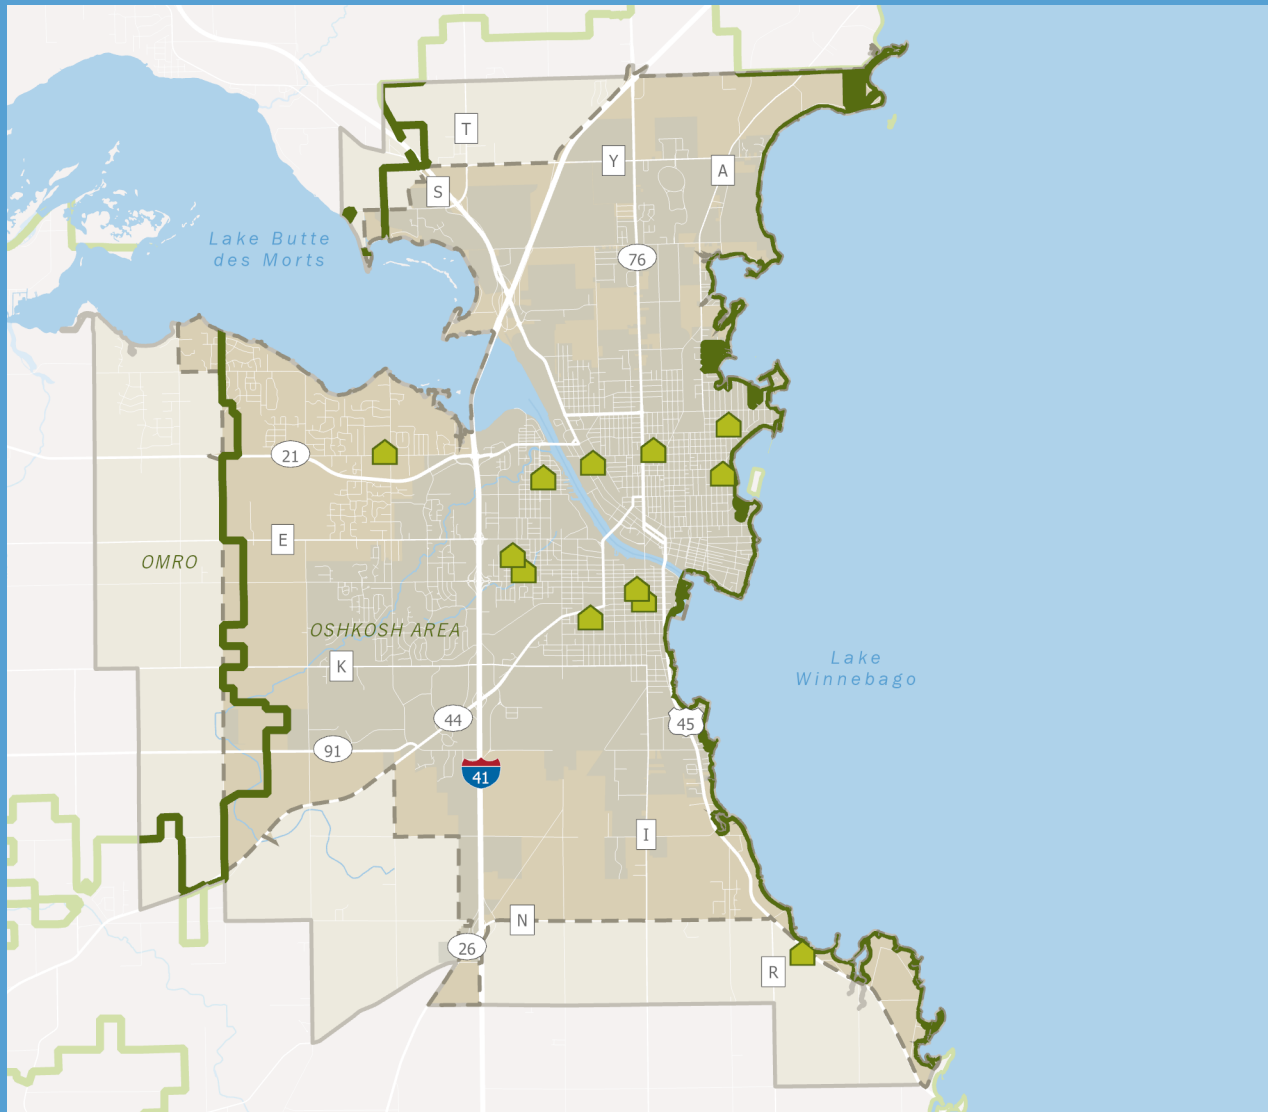 T
Y
A
S
Lake Butte
des Morts
76
21
E
OMRO
OSHKOSH AREA
K
Lake
Winnebago
44
45
91
41
I
N
26
R